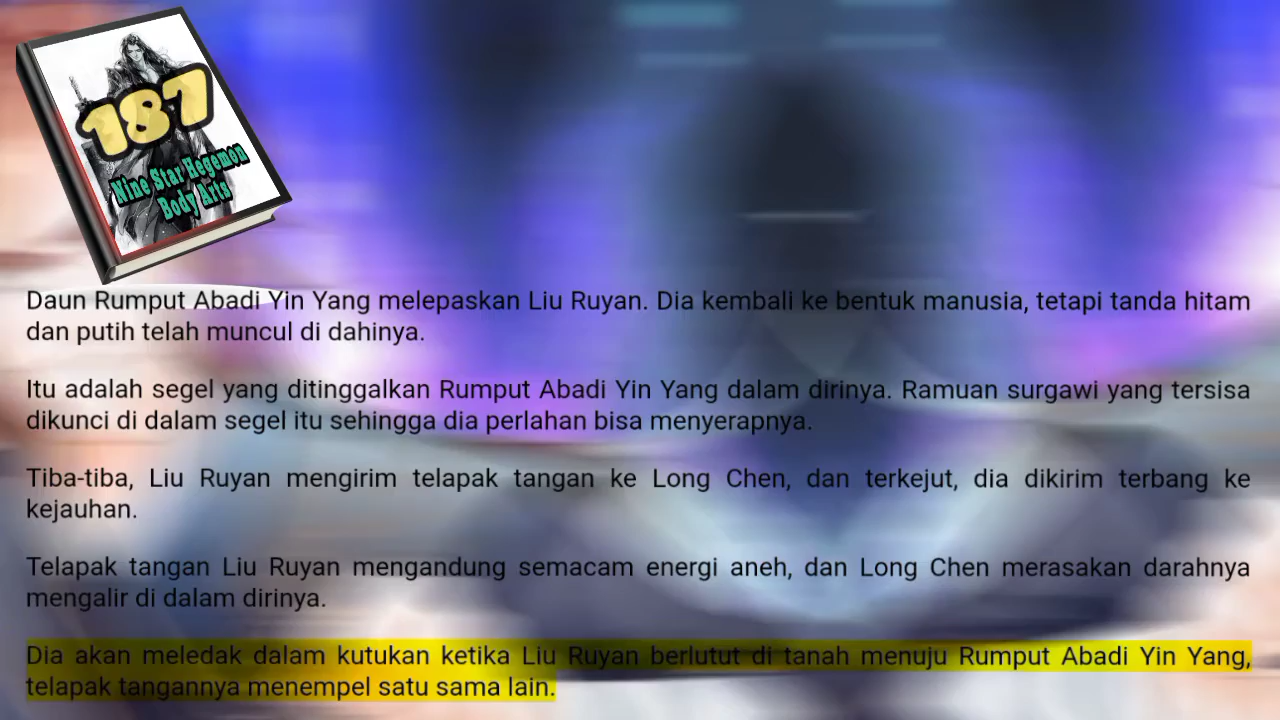 187
Nine Star Hegemon
Body Arts
Daun Rumput Abadi Yin Yang melepaskan Liu Ruyan. Dia kembali ke bentuk manusia, tetapi tanda hitam
dan putih telah muncul di dahinya.
Itu adalah segel yang ditinggalkan Rumput Abadi Yin Yang dalam dirinya. Ramuan surgawi yang tersisa
dikunci di dalam segel itu sehingga dia perlahan bisa menyerapnya.
Tiba-tiba, Liu Ruyan mengirim telapak tangan ke Long Chen, dan terkejut, dia dikirim terbang ke
kejauhan.
Telapak tangan Liu Ruyan mengandung semacam energi aneh, dan Long Chen merasakan darahnya
mengalir di dalam dirinya.
Dia akan meledak dalam kutukan ketika Liu Ruyan berlutut di tanah menuju Rumput Abadi Yin Yang,
telapak tangannya menempel satu sama lain.